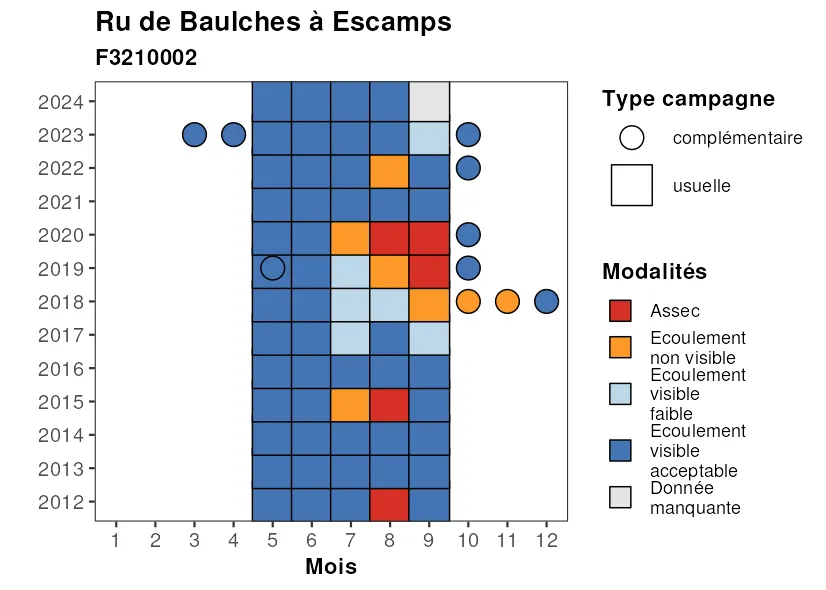 Ru de Baulches à Escamps
F3210002
2024
2023
2022
2021
2020
2019
2018
2017
2016
2015
2014
2013
2012
1 2 3 4 5 6 7 8 9 10 11 12
Mois
Type campagne
complémentaire
usuelle
Modalités
Assec
Ecoulement
non visible
Ecoulement
visible
faible
Ecoulement
visible
acceptable
Donnée
manquante